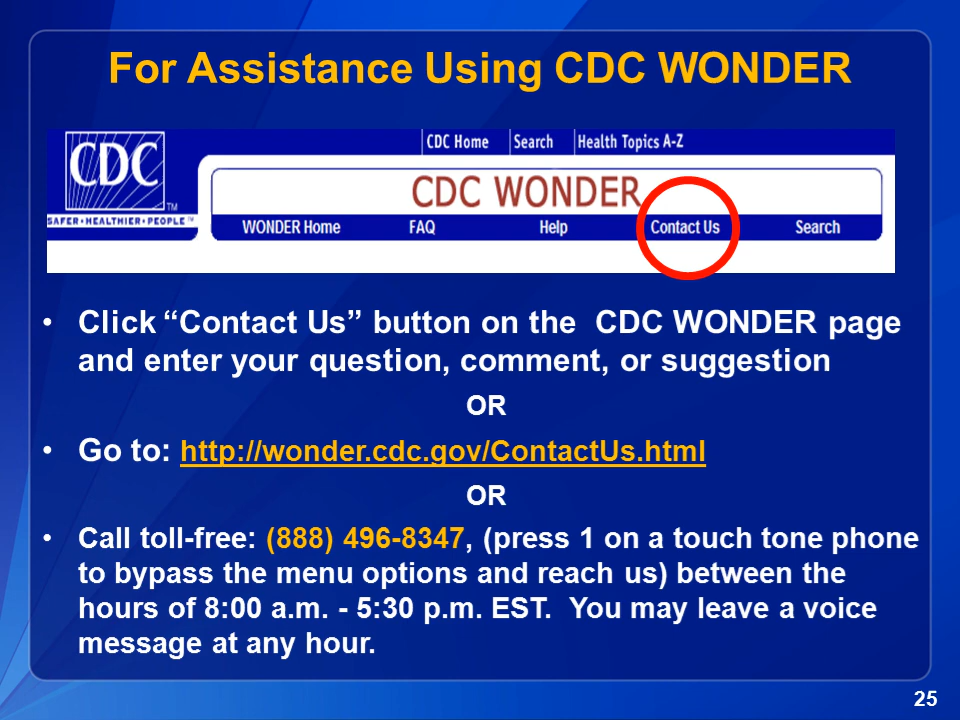 For Assistance Using CDC WONDER
CDC Home Search Health Topics A-Z
CDC
TM
SAFER·HEALTHIER·PEOPLE™
CDC WONDER
WONDER Home FAQ Help Contact Us Search
• Click “Contact Us” button on the CDC WONDER page
and enter your question, comment, or suggestion
OR
• Go to: http://wonder.cdc.gov/ContactUs.html
OR
• Call toll-free: (888) 496-8347, (press 1 on a touch tone phone
to bypass the menu options and reach us) between the
hours of 8:00 a.m. - 5:30 p.m. EST. You may leave a voice
message at any hour.
25